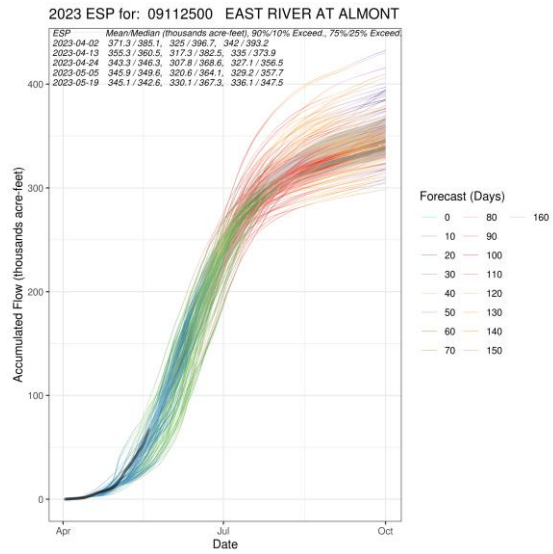 2023 ESP for:  09112500   EAST RIVER AT ALMONT
ESP   Mean/Median (thousands acre-feet), 90%/10% Exceed., 75%/25% Exceed.
2023-04-02   371.3 / 385.1,   325 / 396.7,   342 / 393.2
2023-04-13   355.3 / 360.5,   317.3 / 382.5,   335 / 373.9
2023-04-24   343.3 / 346.3,   307.8 / 368.6,   327.1 / 356.5
2023-05-05   345.9 / 349.6,   320.6 / 364.1,   329.2 / 357.7
2023-05-19   345.1 / 342.6,   330.1 / 367.3,   336.1 / 347.5
Accumulated Flow (thousands acre-feet)
400
300
200
100
0
Apr   Jul   Oct
Date
Forecast (Days)
0   80   160
10   90
20   100
30   110
40   120
50   130
60   140
70   150